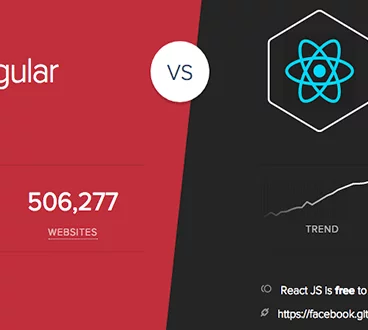 gular
VS
506,277
WEBSITES
TREND
React JS is free to
https://facebook.git